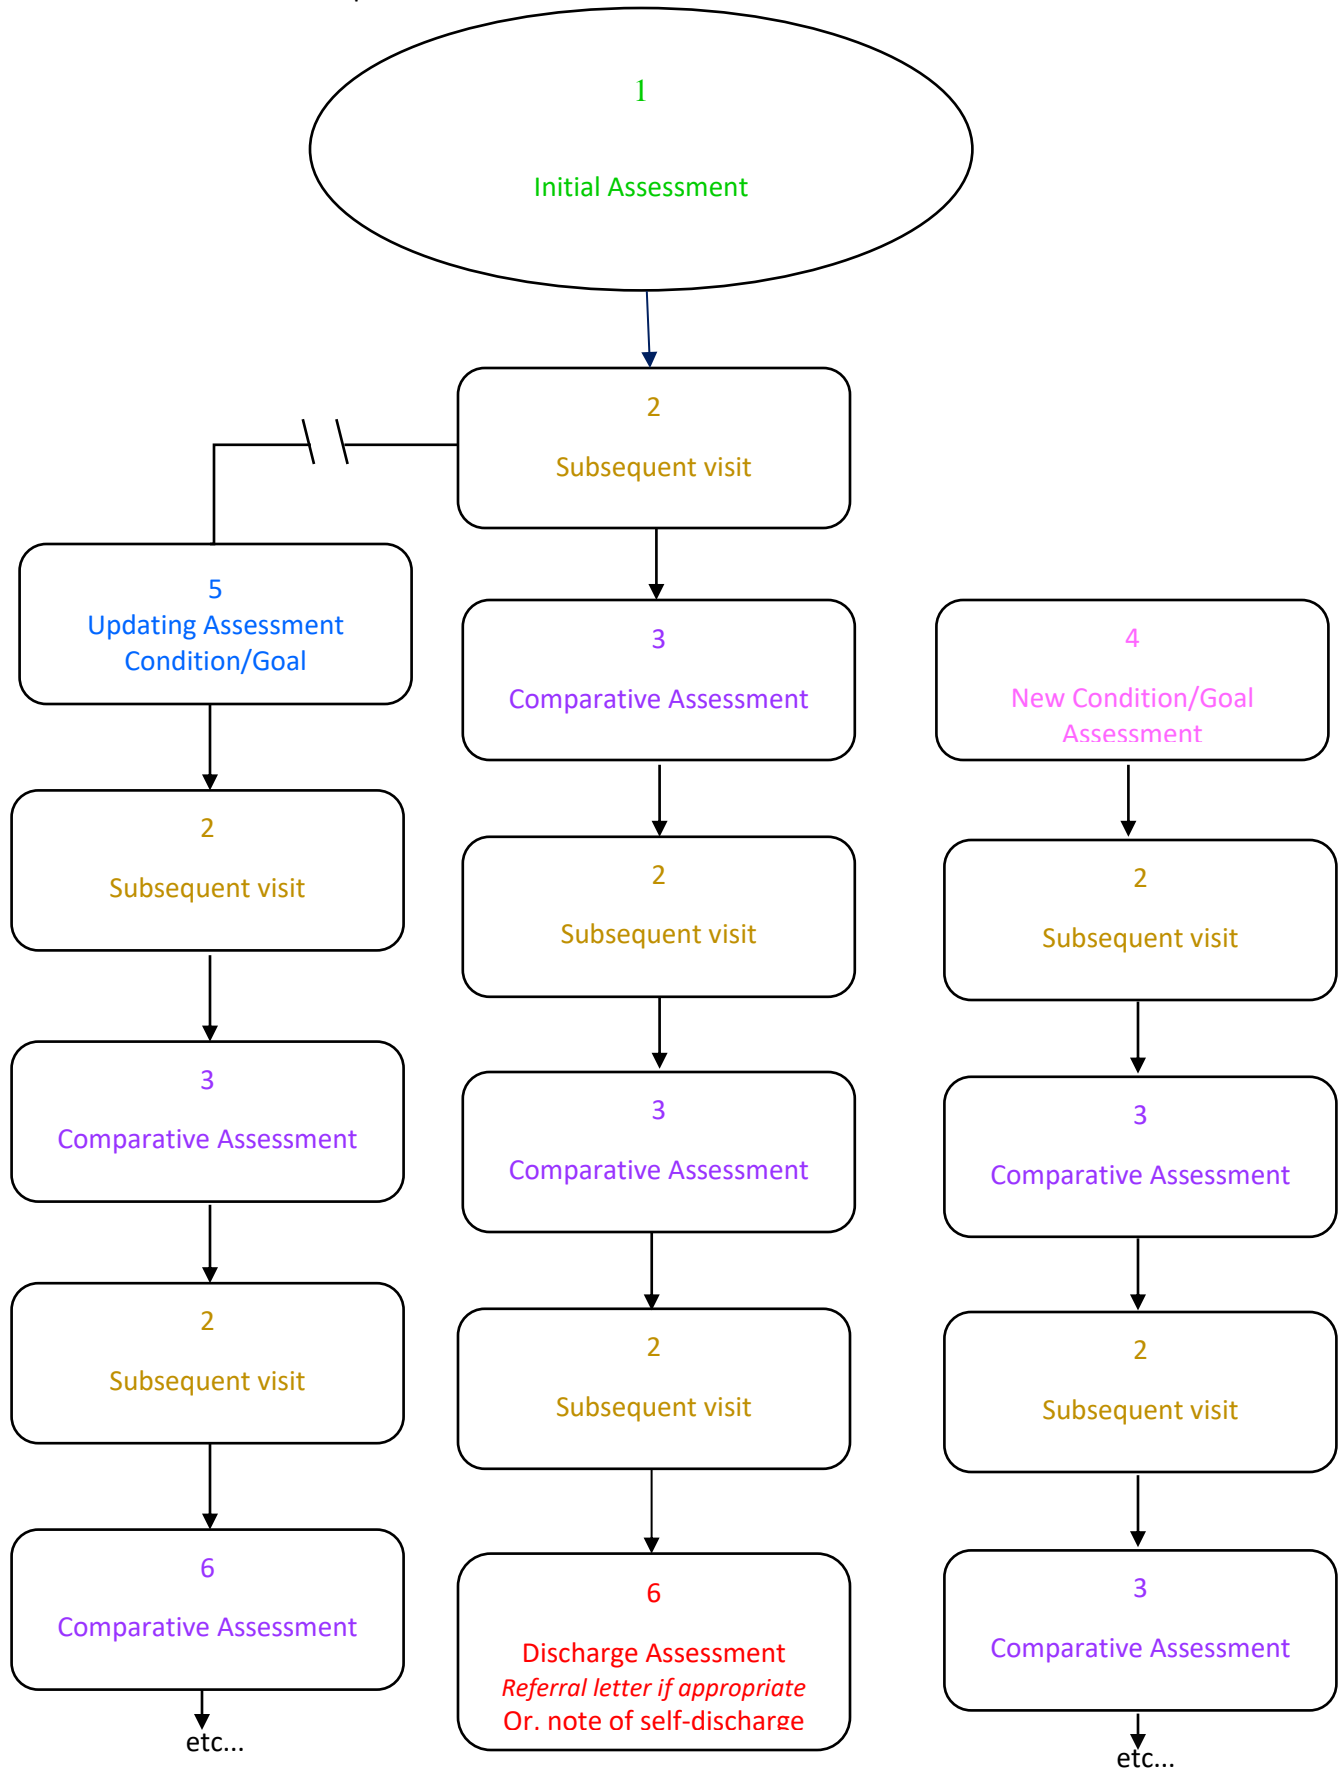 1
Initial Assessment
2
Subsequent visit
5
Updating Assessment
Condition/Goal
3
Comparative Assessment
4
New Condition/Goal
Assessment
2
Subsequent visit
2
Subsequent visit
2
Subsequent visit
3
Comparative Assessment
3
Comparative Assessment
3
Comparative Assessment
2
Subsequent visit
2
Subsequent visit
2
Subsequent visit
6
Comparative Assessment
6
Discharge Assessment
Referral letter if appropriate
Or, note of self-discharge
3
Comparative Assessment
etc...
etc...